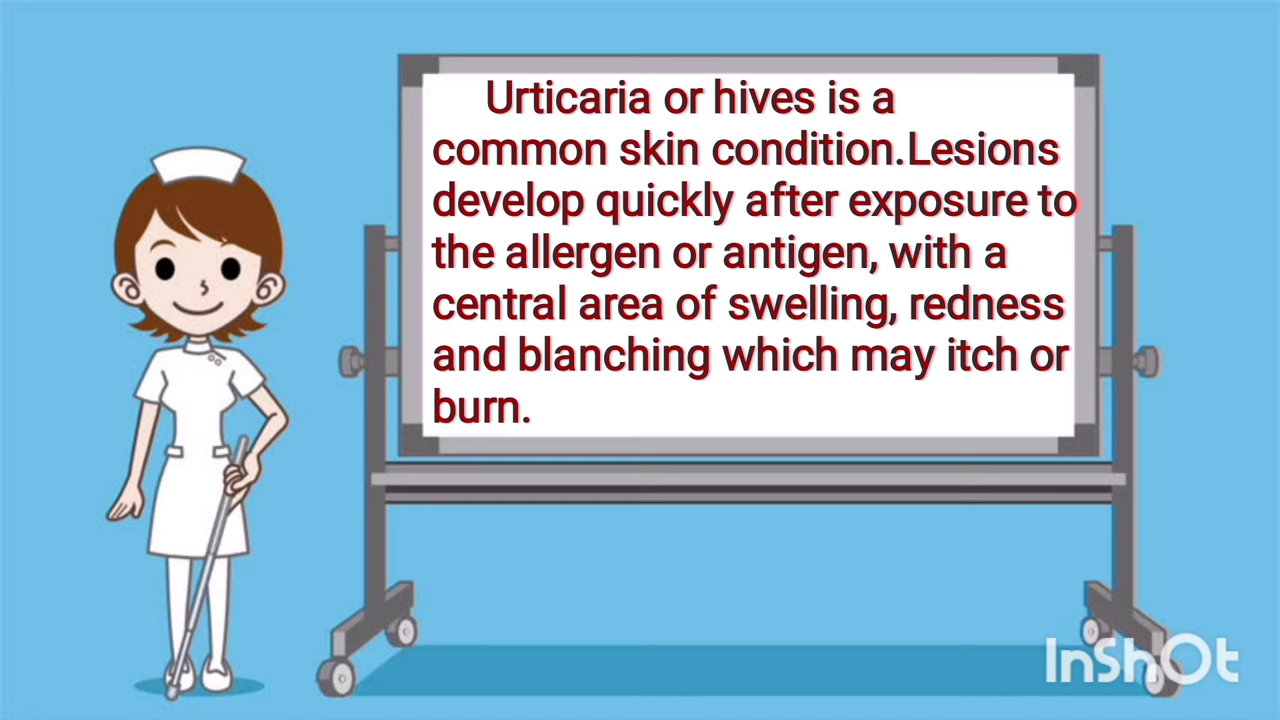 Urticaria or hives is a
common skin condition.Lesions
develop quickly after exposure to
the allergen or antigen, with a
central area of swelling, redness
and blanching which may itch or
burn.
InShOt